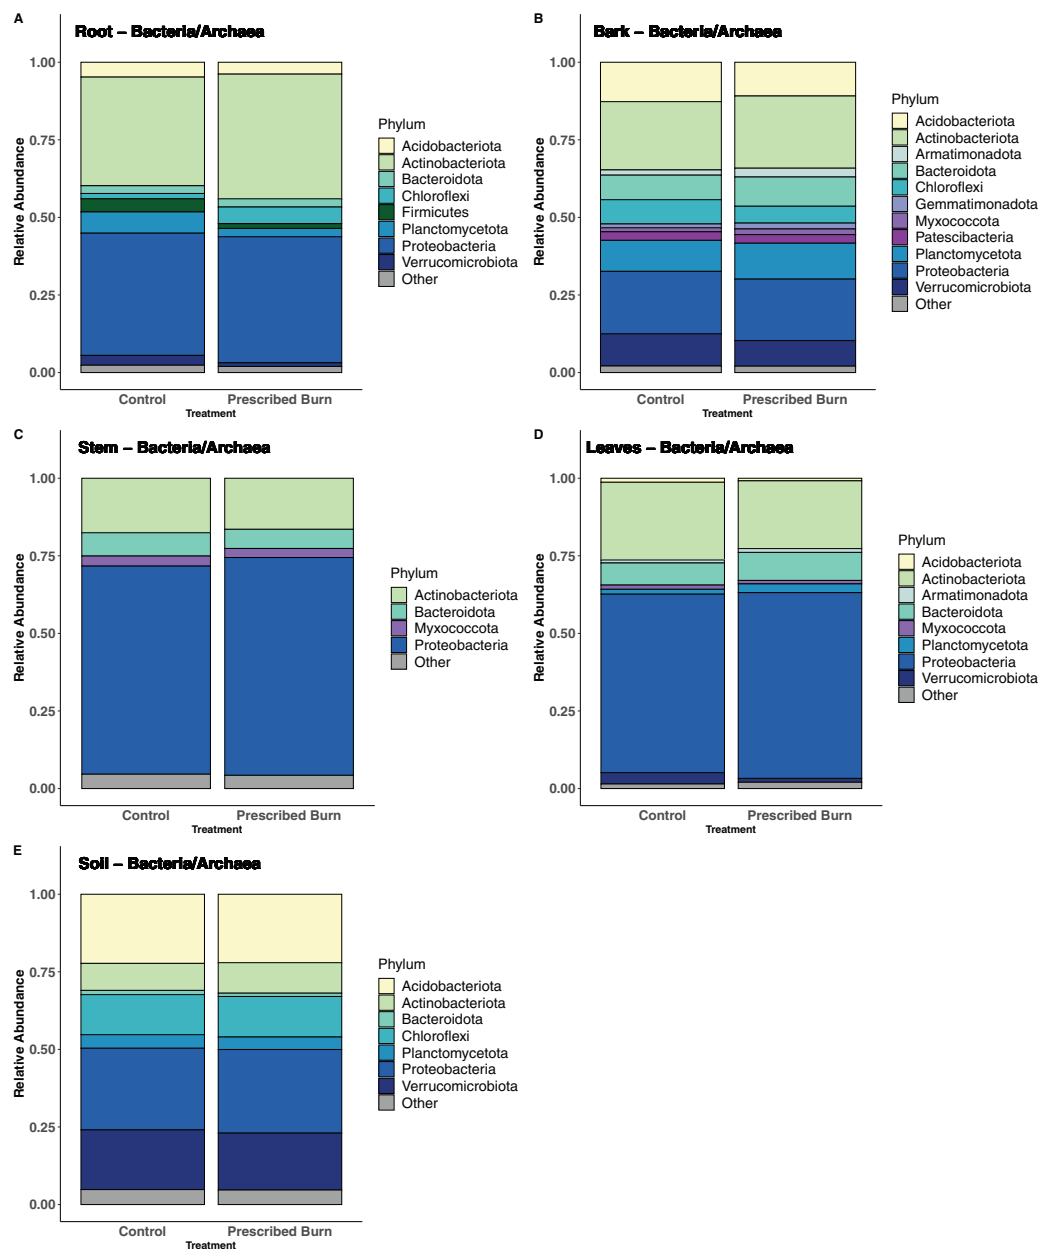 A
Root – Bacteria/Archaea
1.00
0.75
0.50
0.25
0.00
Relative Abundance
Control
Prescribed Burn
Treatment
Phylum
Acidobacteriota
Actinobacteriota
Bacteroidota
Chloroflexi
Firmicutes
Planctomycetota
Proteobacteria
Verrucomicrobiota
Other
B
Bark – Bacteria/Archaea
1.00
0.75
0.50
0.25
0.00
Relative Abundance
Control
Prescribed Burn
Treatment
Phylum
Acidobacteriota
Actinobacteriota
Armatimonadota
Bacteroidota
Chloroflexi
Gemmatimonadota
Myxococcota
Patescibacteria
Planctomycetota
Proteobacteria
Verrucomicrobiota
Other
C
Stem – Bacteria/Archaea
1.00
0.75
0.50
0.25
0.00
Relative Abundance
Control
Prescribed Burn
Treatment
Phylum
Actinobacteriota
Bacteroidota
Myxococcota
Proteobacteria
Other
D
Leaves – Bacteria/Archaea
1.00
0.75
0.50
0.25
0.00
Relative Abundance
Control
Prescribed Burn
Treatment
Phylum
Acidobacteriota
Actinobacteriota
Armatimonadota
Bacteroidota
Myxococcota
Planctomycetota
Proteobacteria
Verrucomicrobiota
Other
E
Soil – Bacteria/Archaea
1.00
0.75
0.50
0.25
0.00
Relative Abundance
Control
Prescribed Burn
Treatment
Phylum
Acidobacteriota
Actinobacteriota
Bacteroidota
Chloroflexi
Planctomycetota
Proteobacteria
Verrucomicrobiota
Other